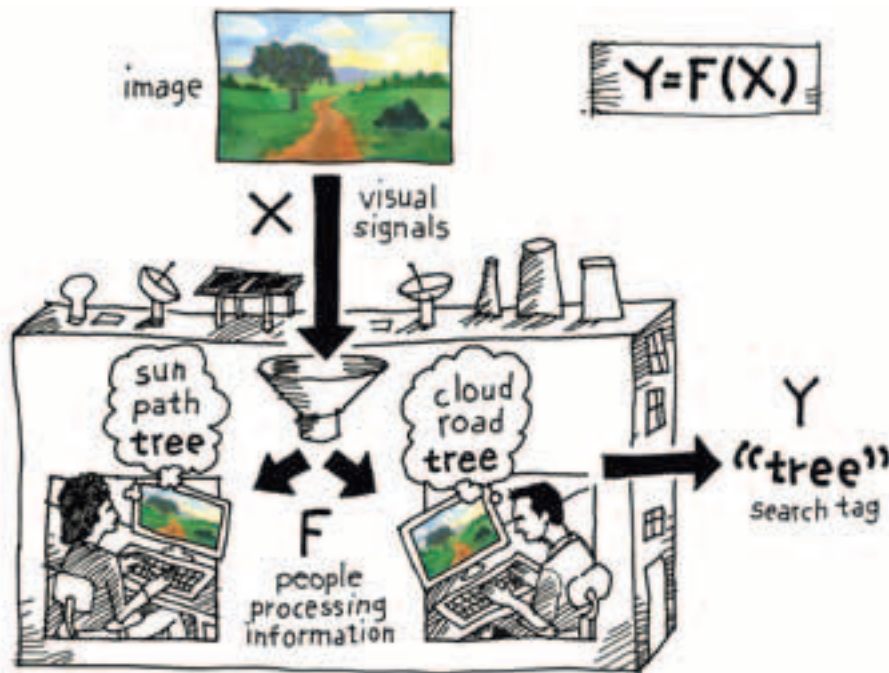 image
Y=F(X)
X
visual
signals
sun
path
tree
cloud
road
tree
F
people
processing
information
Y
“tree”
search tag